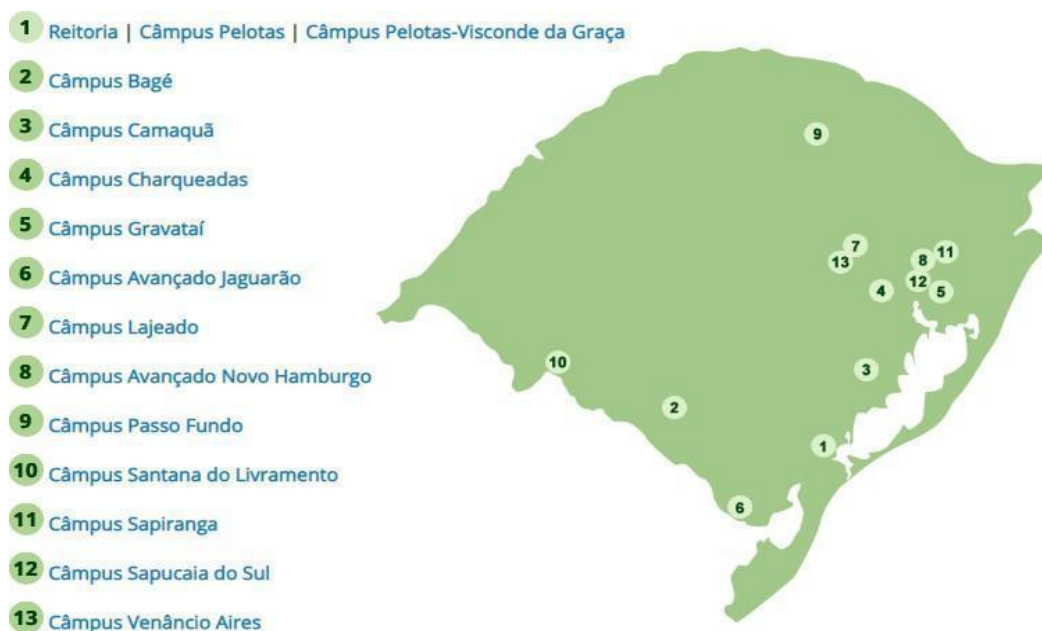 1 Reitoria | Câmpus Pelotas | Câmpus Pelotas-Visconde da Graça
2 Câmpus Bagé
3 Câmpus Camaquã
4 Câmpus Charqueadas
5 Câmpus Gravataí
6 Câmpus Avançado Jaguarão
7 Câmpus Lajeado
8 Câmpus Avançado Novo Hamburgo
9 Câmpus Passo Fundo
10 Câmpus Santana do Livramento
11 Câmpus Sapiranga
12 Câmpus Sapucaia do Sul
13 Câmpus Venâncio Aires
9
7
11
8
13
12
4
5
10
3
2
1
6